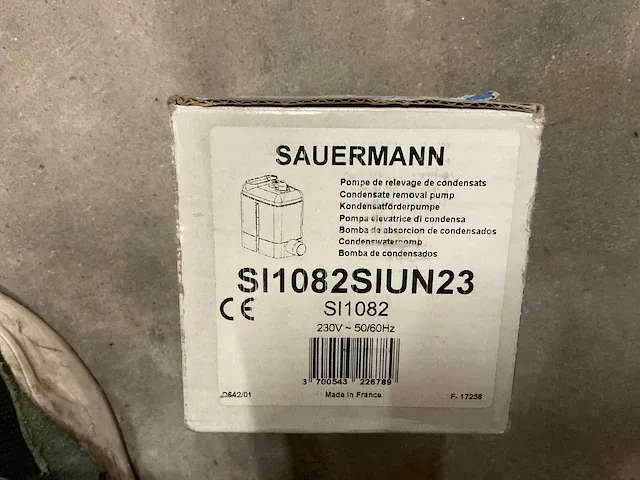 SAUERMANN
Pompe de relevage de condensats
Condensate removal pump
Kondensatförderpumpe
Pompa elevatrice di condensa
Bomba de absorcion de condensados
Condenswaterpomp
Bomba de condensados
SI1082SIUN23
CE
SI1082
230V ~ 50/60Hz
3 700543 226789
Made in France
F- 17258